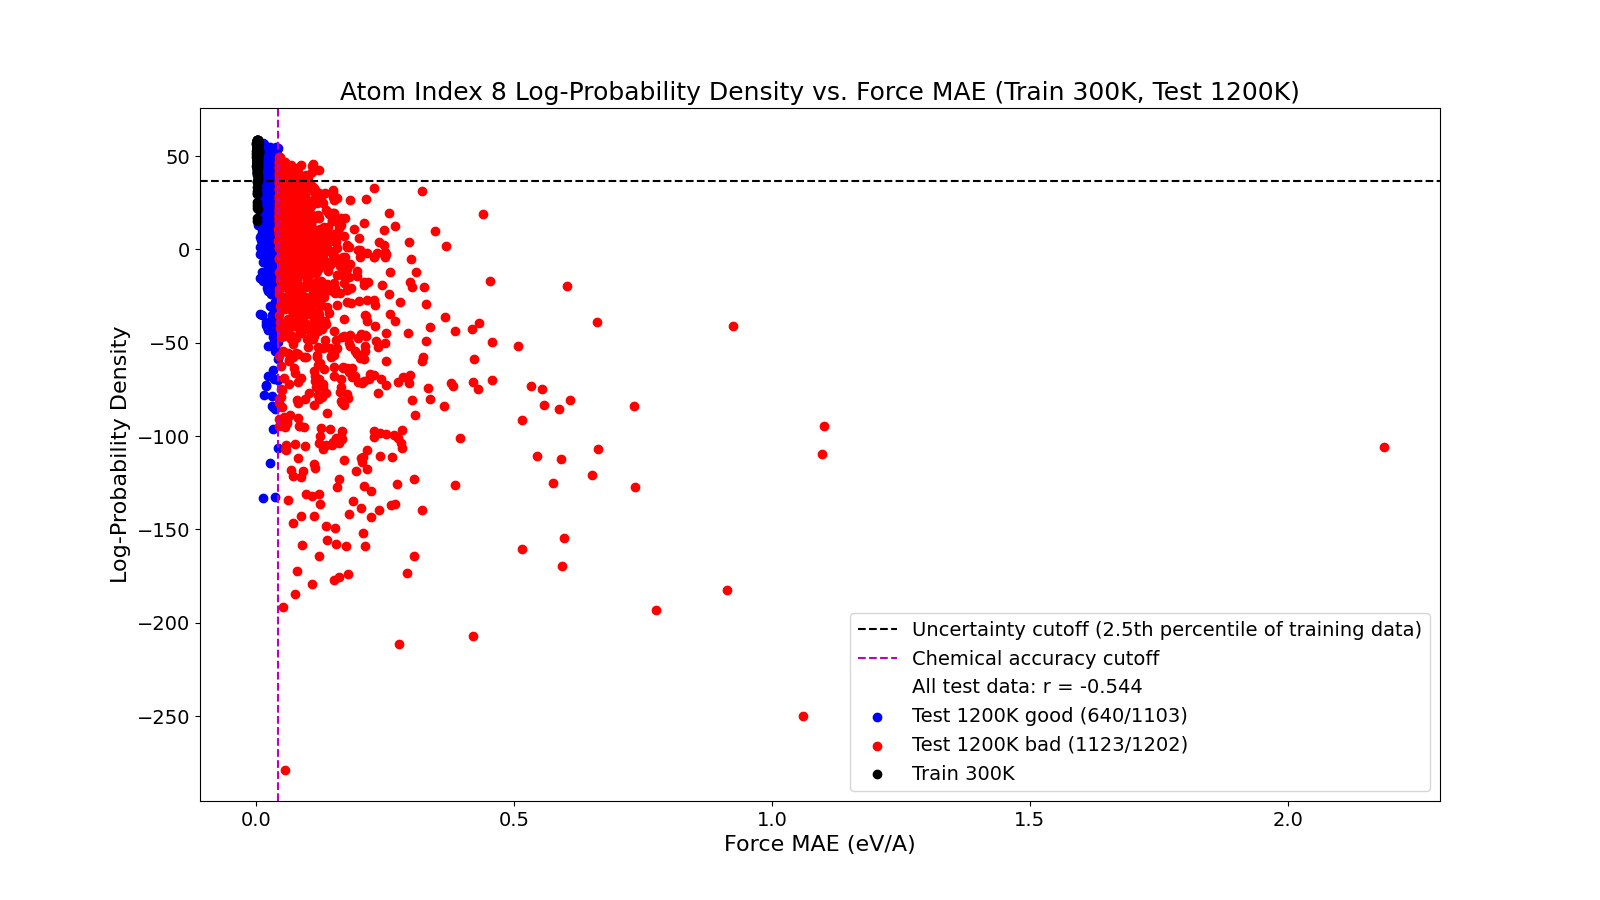 Atom Index 8 Log-Probability Density vs. Force MAE (Train 300K, Test 1200K)
Log-Probability Density
50
0
−50
−100
−150
−200
−250
0.0
0.5
1.0
1.5
2.0
Force MAE (eV/A)
Uncertainty cutoff (2.5th percentile of training data)
Chemical accuracy cutoff
All test data: r = -0.544
Test 1200K good (640/1103)
Test 1200K bad (1123/1202)
Train 300K